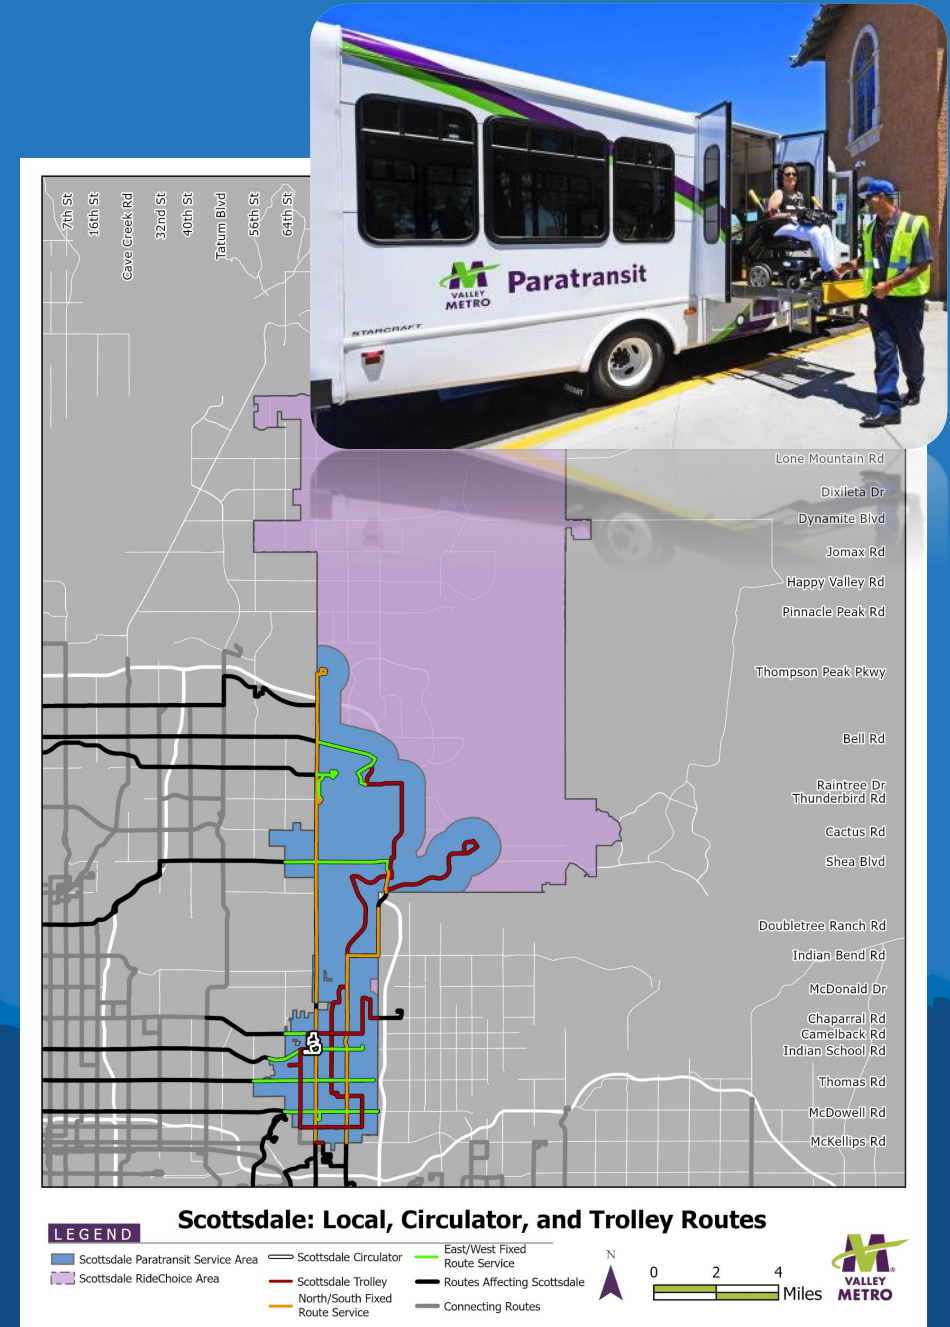 VALLEY
METRO
Paratransit
STARCRAFT
7th St
16th St
Cave Creek Rd
32nd St
40th St
Tatum Blvd
56th St
64th St
Lone Mountain Rd
Dixileta Dr
Dynamite Blvd
Jomax Rd
Happy Valley Rd
Pinnacle Peak Rd
Thompson Peak Pkwy
Bell Rd
Raintree Dr
Thunderbird Rd
Cactus Rd
Shea Blvd
Doubletree Ranch Rd
Indian Bend Rd
McDonald Dr
Chaparral Rd
Camelback Rd
Indian School Rd
Thomas Rd
McDowell Rd
McKellips Rd
Scottsdale: Local, Circulator, and Trolley Routes
LEGEND
Scottsdale Paratransit Service Area
Scottsdale RideChoice Area
Scottsdale Circulator
Scottsdale Trolley
North/South Fixed
Route Service
East/West Fixed
Route Service
Routes Affecting Scottsdale
Connecting Routes
N
0 2 4
Miles
VALLEY
METRO